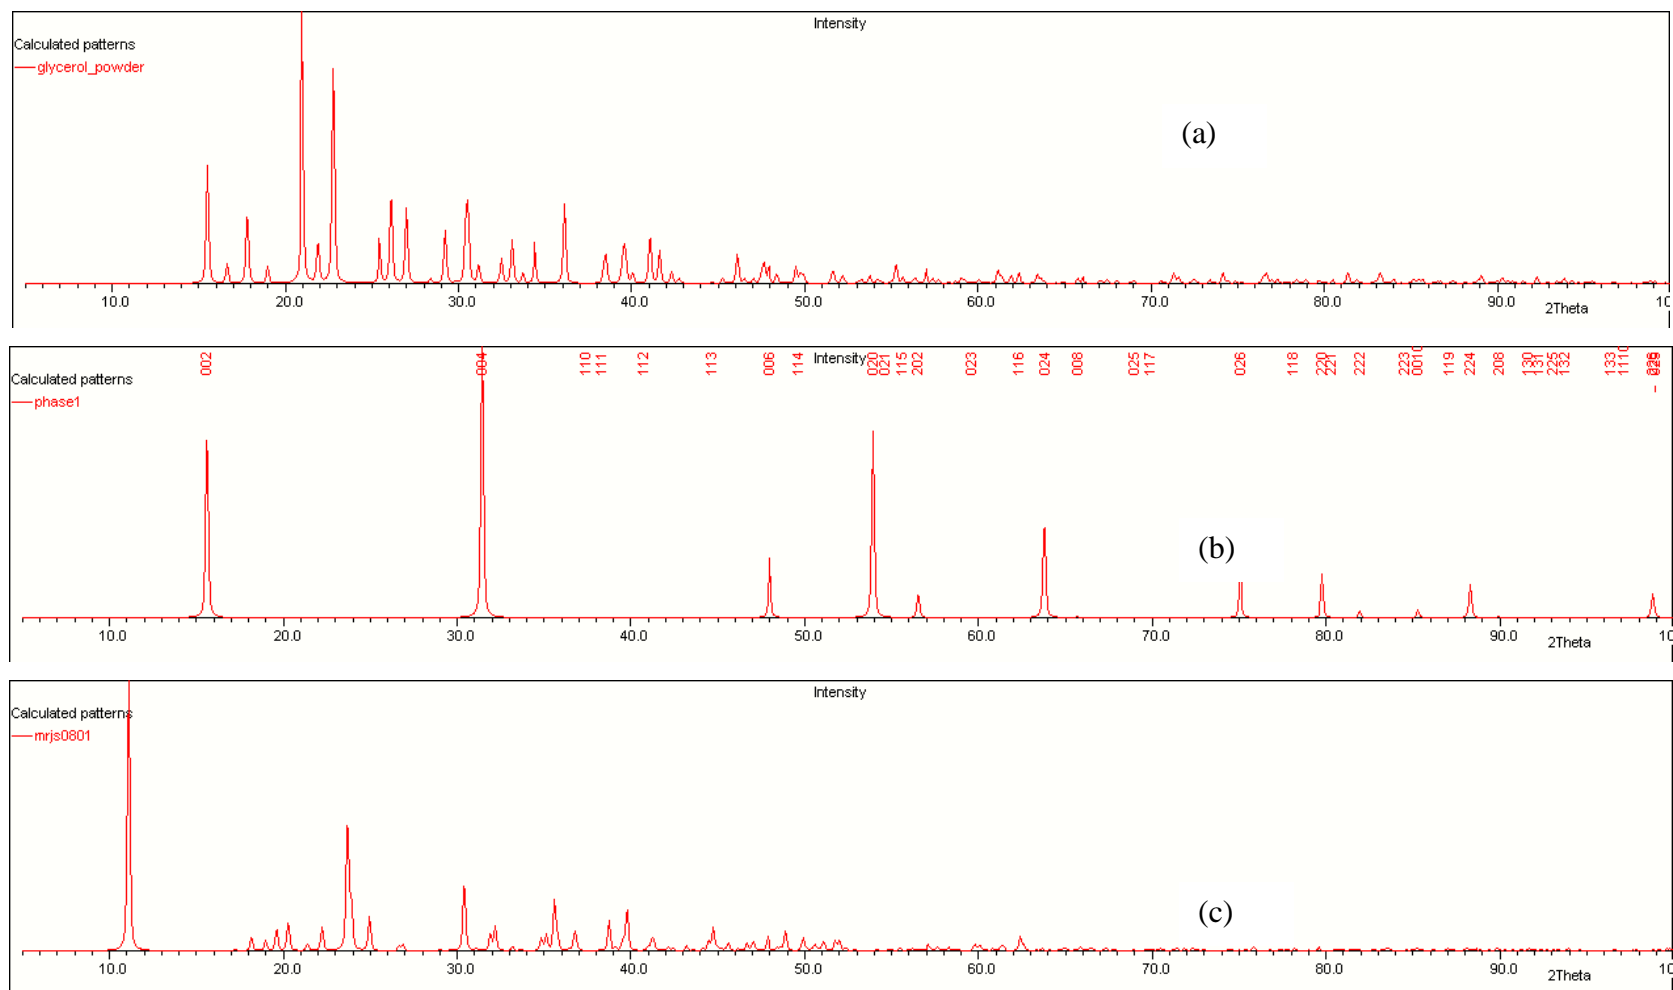 Intensity
Calculated patterns
glycerol_powder
(a)
10.0 20.0 30.0 40.0 50.0 60.0 70.0 80.0 90.0 10
2Theta
002 004 110 111 112 113 006 114 020 021 115 202 023 116 024 008 025 117 026 118 220 221 222 223 0010 119 224 208 130 131 225 132 133 1110
Intensity
Calculated patterns
phase1
(b)
10.0 20.0 30.0 40.0 50.0 60.0 70.0 80.0 90.0 10
2Theta
Intensity
Calculated patterns
mrjs0801
(c)
10.0 20.0 30.0 40.0 50.0 60.0 70.0 80.0 90.0 10
2Theta